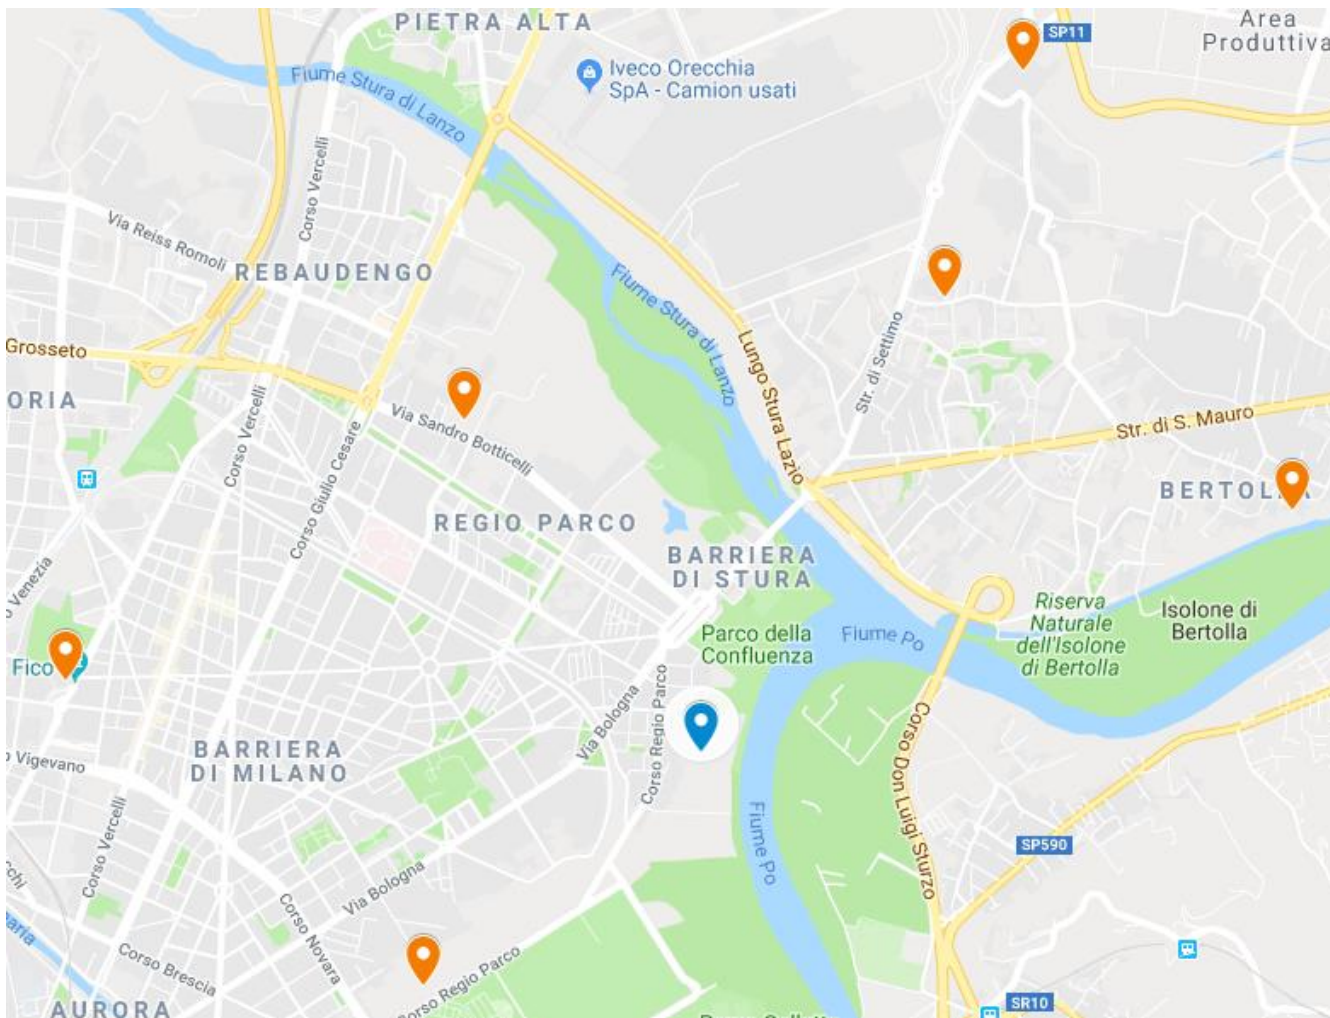 PIETRA ALTA
SP11
Area
Produttiva
Iveco Orecchia
SpA - Camion usati
Fiume Stura di Lanzo
Corso Vercelli
Via Reiss Romoli
REBAUDENGO
Fiume Stura di Lanzo
Grosseto
Lungo Stura Lazio
Str. di Settimo
ORIA
Corso Vercelli
Corso Giulio Cesare
Via Sandro Botticelli
Str. di S. Mauro
BERTOLLA
REGIO PARCO
BARRIERA
DI STURA
Venezia
Riserva
Naturale
dell'Isolone
di Bertolla
Isolone di
Bertolla
Parco della
Confluenza
Fiume Po
Fico
Via Bologna
Corso Regio Parco
Corso Don Luigi Sturzo
BARRIERA
DI MILANO
o Vigevano
Fiume Po
SP590
Corso Vercelli
cchi
Via Bologna
Corso Novara
aria
Corso Brescia
Corso Regio Parco
AURORA
SR10